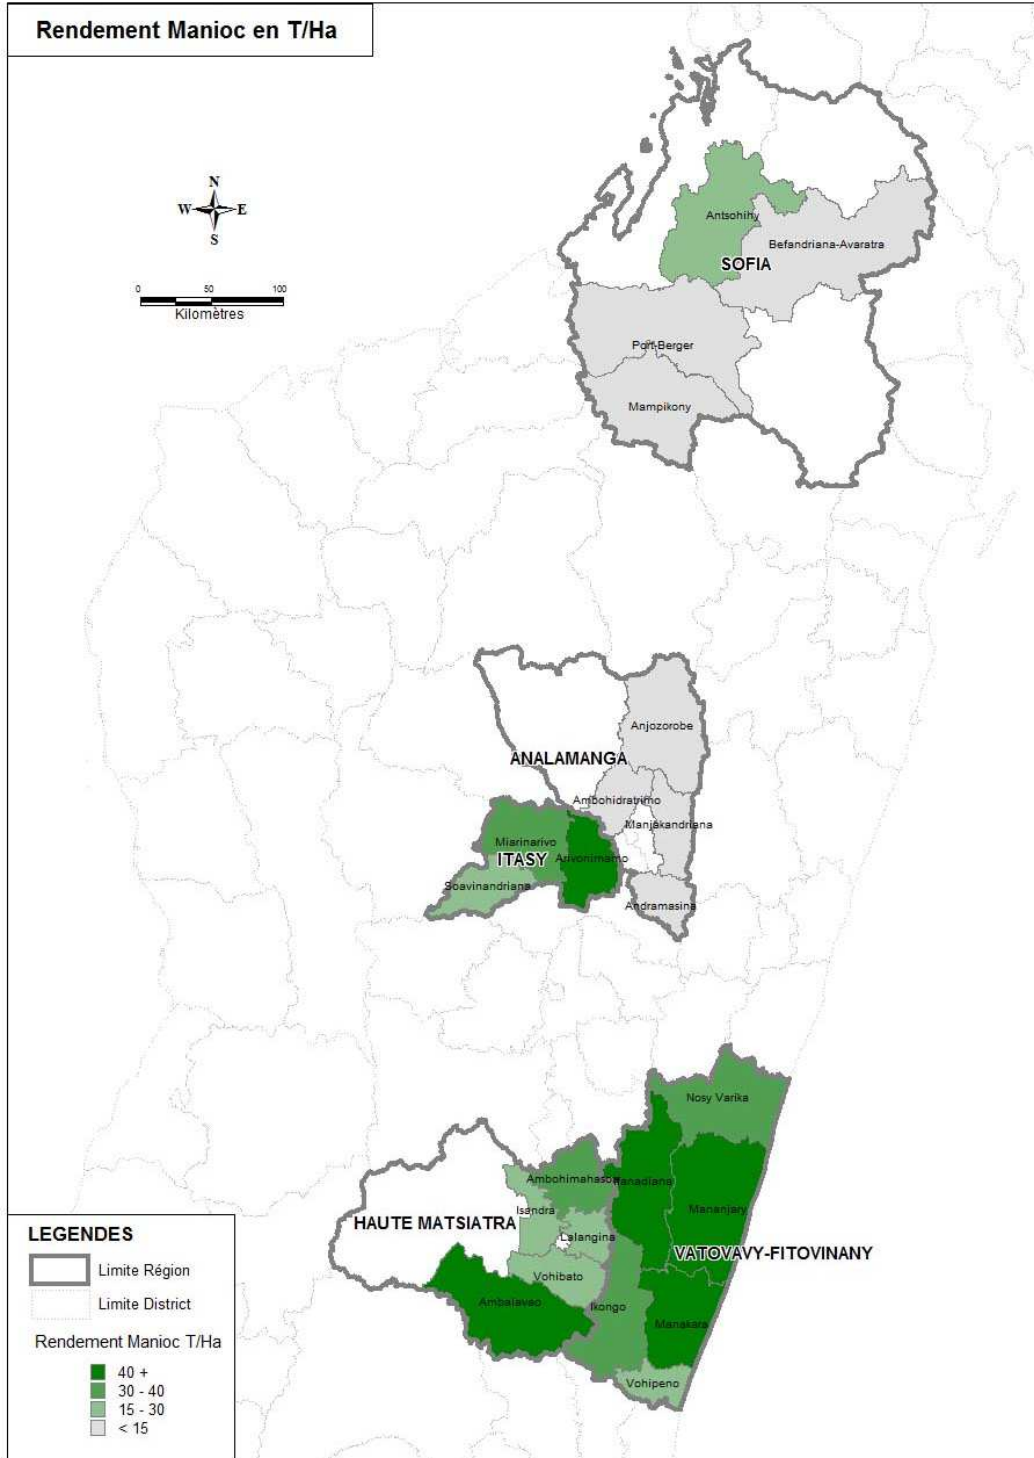 Rendement Manioc en T/Ha
N
W E
S
0 50 100
Kilomètres
Antsohihy
Befandriana-Avaratra
SOFIA
Port-Berger
Mampikony
Anjozorobe
ANALAMANGA
Ambohidratrimo
Manjakandriana
Miarinarivo
ITASY
Arivonimamo
Soavinandriana
Andramasina
Nosy Varika
Ambohimahasoa
Ifanadiana
Isandra
Mananjary
HAUTE MATSIATRA
Lalangina
VATOVAVY-FITOVINANY
Vohibato
Ambalavao
Ikongo
Manakara
Vohipeno
LEGENDES
Limite Région
Limite District
Rendement Manioc T/Ha
40 +
30 - 40
15 - 30
< 15